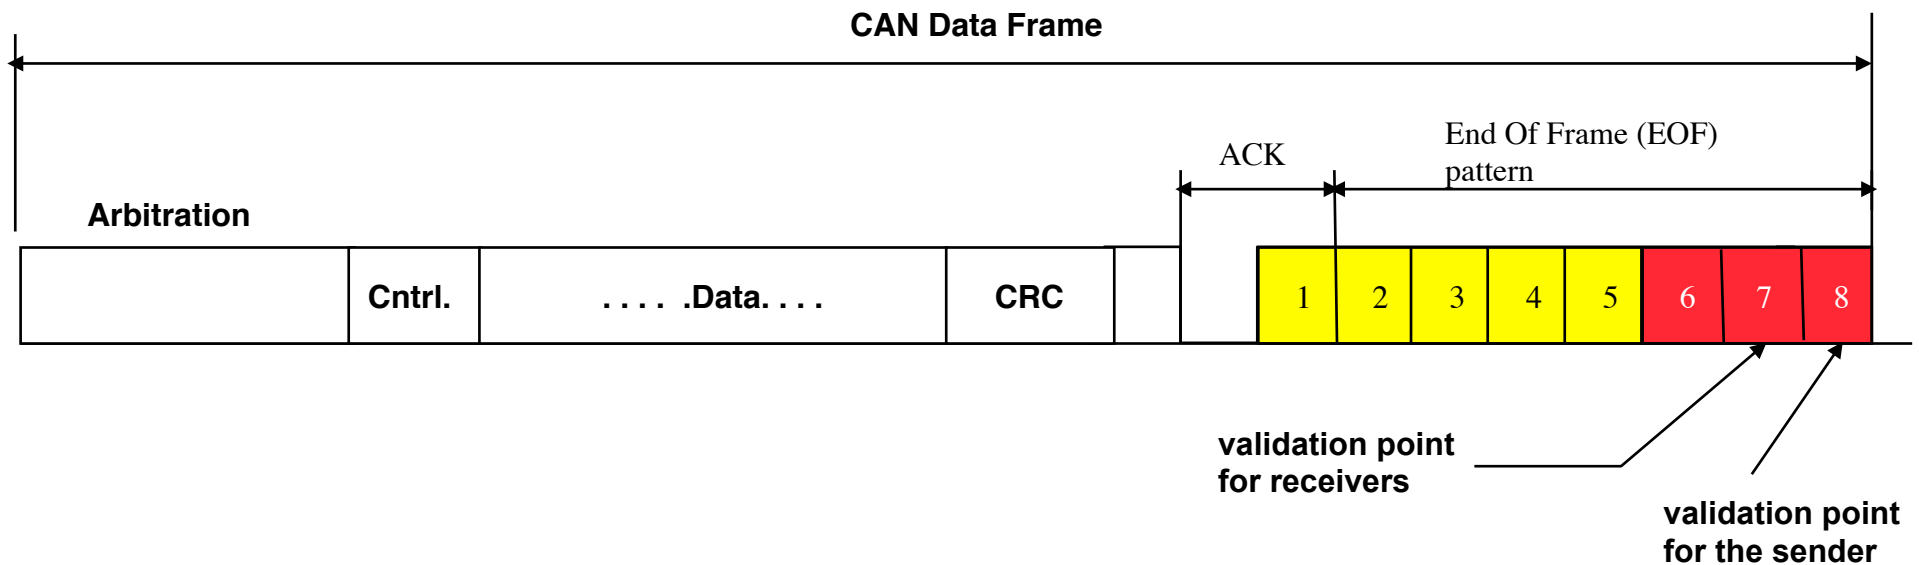 CAN Data Frame
End Of Frame (EOF)
ACK
pattern
Arbitration
Cntrl.
. . . . .Data. . . .
CRC
1
2
3
4
5
6
7
8
validation point
for receivers
validation point
for the sender